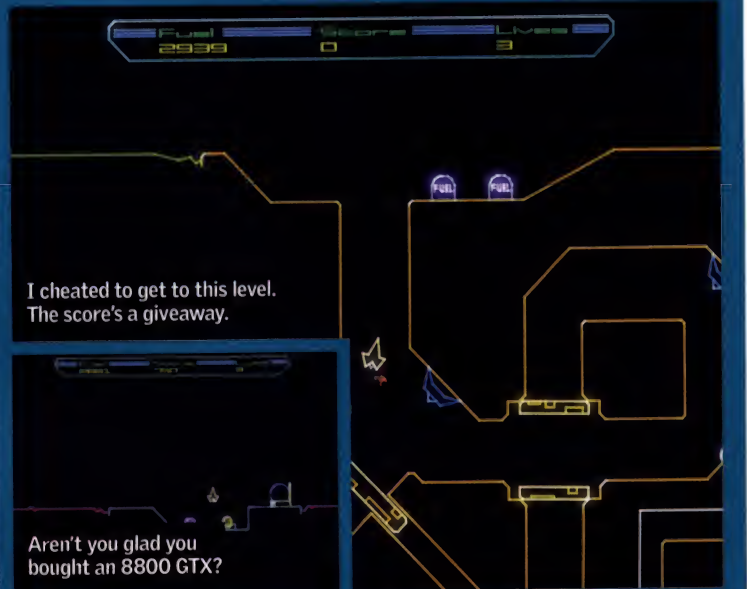 Fuel Score Lives
2939 0 3
FUEL FUEL
I cheated to get to this level.
The score's a giveaway.
Aren't you glad you
bought an 8800 GTX?